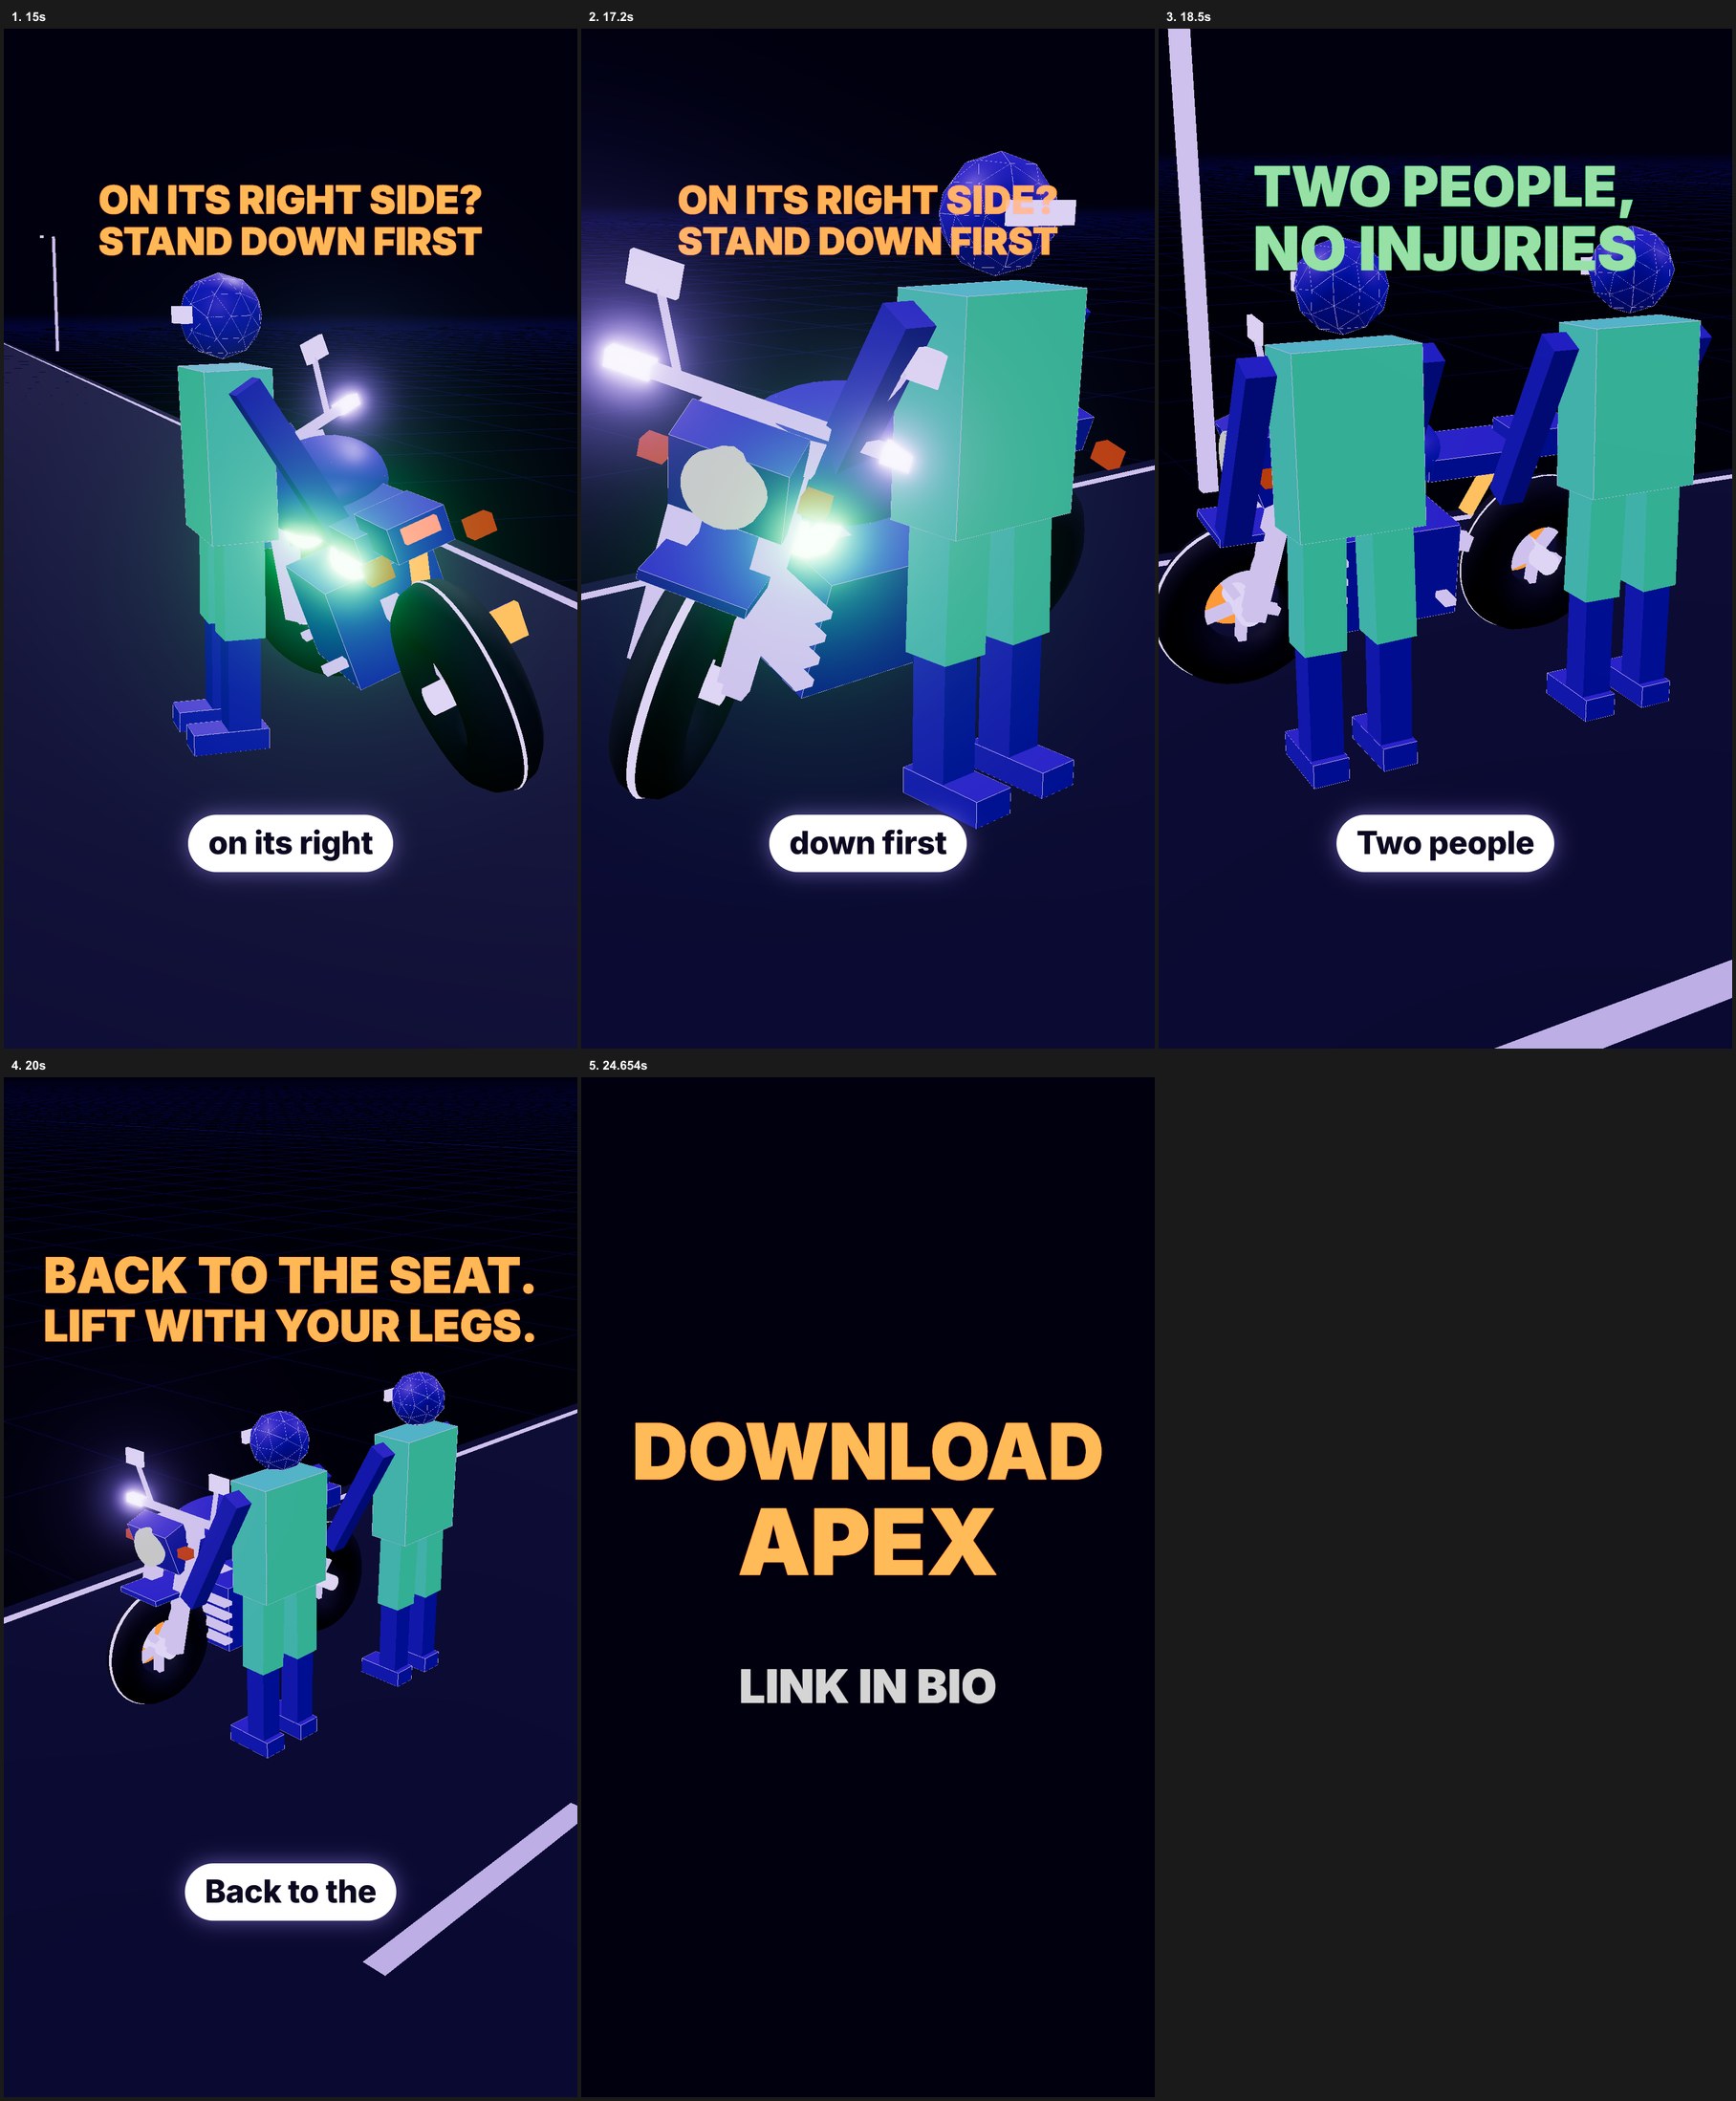 1. 15s
ON ITS RIGHT SIDE?
STAND DOWN FIRST
on its right
2. 17.2s
ON ITS RIGHT SIDE?
STAND DOWN FIRST
down first
3. 18.5s
TWO PEOPLE,
NO INJURIES
Two people
4. 20s
BACK TO THE SEAT.
LIFT WITH YOUR LEGS.
Back to the
5. 24.654s
DOWNLOAD
APEX
LINK IN BIO